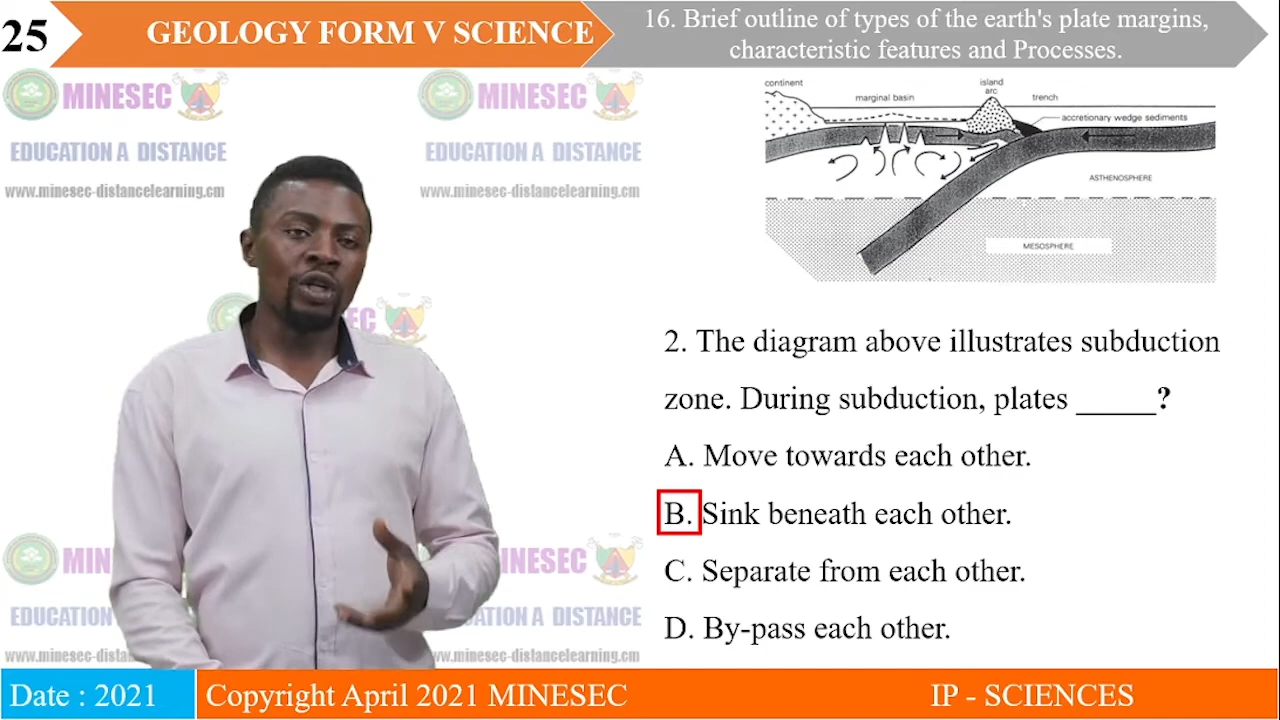 25
GEOLOGY FORM V SCIENCE
16. Brief outline of types of the earth's plate margins,
characteristic features and Processes.
MINESEC
MINESEC
EDUCATION A DISTANCE
EDUCATION A DISTANCE
www.minesec-distancelearning.cm
www.minesec-distancelearning.cm
continent
marginal basin
island
arc
trench
accretionary wedge sediments
ASTHENOSPHERE
MESOSPHERE
2. The diagram above illustrates subduction
zone. During subduction, plates _____?
A. Move towards each other.
B. Sink beneath each other.
C. Separate from each other.
D. By-pass each other.
Date : 2021
Copyright April 2021 MINESEC
IP - SCIENCES